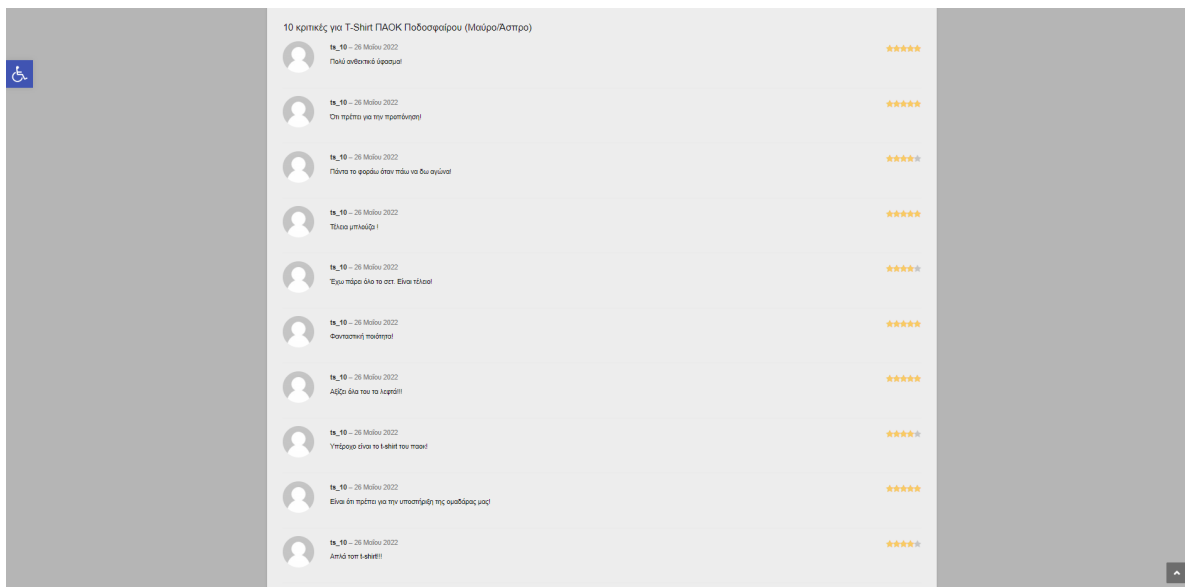 10 κριτικές για T-Shirt ΠΑΟΚ Ποδοσφαίρου (Μαύρο/Άσπρο)
ts_10 – 26 Μαΐου 2022
Πολύ ανθεκτικό ύφασμα!
ts_10 – 26 Μαΐου 2022
Ότι πρέπει για την προπόνηση!
ts_10 – 26 Μαΐου 2022
Πάντα το φοράω όταν πάω να δω αγώνα!
ts_10 – 26 Μαΐου 2022
Τέλεια μπλούζα !
ts_10 – 26 Μαΐου 2022
Έχω πάρει όλο το σετ. Είναι τέλειο!
ts_10 – 26 Μαΐου 2022
Φανταστική ποιότητα!
ts_10 – 26 Μαΐου 2022
Αξίζει όλα του τα λεφτά!!!
ts_10 – 26 Μαΐου 2022
Υπέροχο είναι το t-shirt του παοκ!
ts_10 – 26 Μαΐου 2022
Είναι ότι πρέπει για την υποστήριξη της ομαδάρας μας!
ts_10 – 26 Μαΐου 2022
Απλά τοπ t-shirt!!!